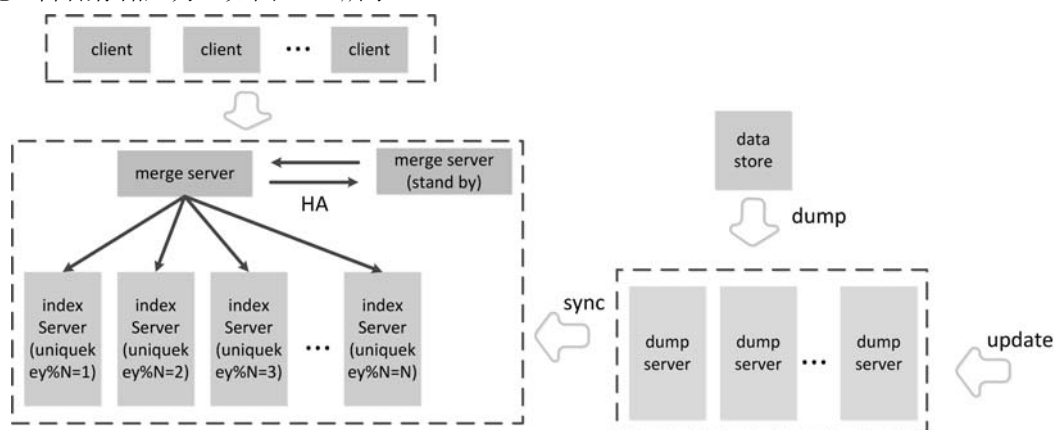 client
client
...
client
merge server
merge server
(stand by)
HA
data
store
dump
index
Server
(uniquek
ey%N=1)
index
Server
(uniquek
ey%N=2)
index
Server
(uniquek
ey%N=3)
...
index
Server
(uniquek
ey%N=N)
sync
dump
server
dump
server
...
dump
server
update